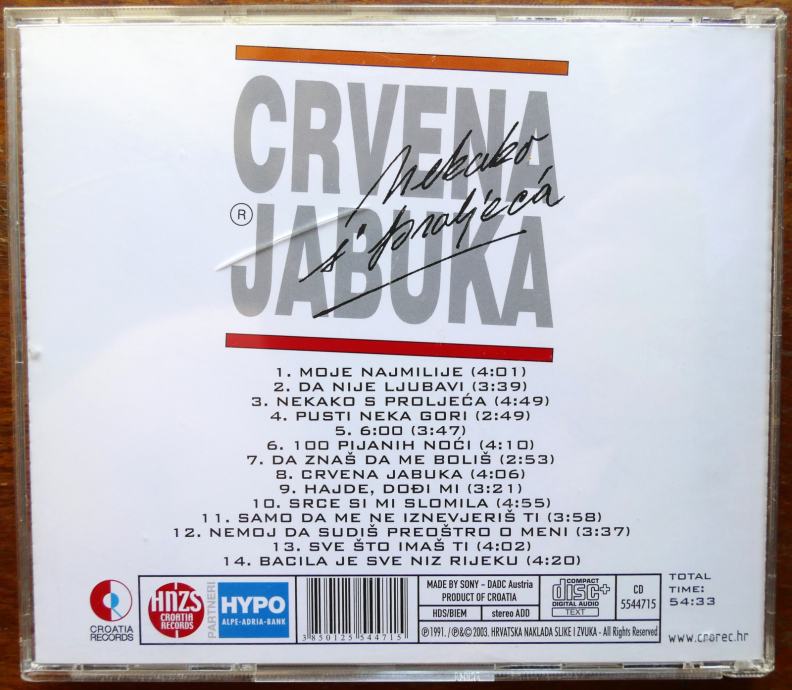 CRVENA
JABUKA
Nekako
s' proljeća
®
1. MOJE NAJMILIJE (4:01)
2. DA NIJE LJUBAVI (3:39)
3. NEKAKO S PROLJEĆA (4:49)
4. PUSTI NEKA GORI (2:49)
5. 6:00 (3:47)
6. 100 PIJANIH NOĆI (4:10)
7. DA ZNAŠ DA ME BOLIŠ (2:53)
8. CRVENA JABUKA (4:06)
9. HAJDE, DOĐI MI (3:21)
10. SRCE SI MI SLOMILA (4:55)
11. SAMO DA ME NE IZNEVJERIŠ TI (3:58)
12. NEMOJ DA SUDIŠ PREOŠTRO O MENI (3:37)
13. SVE ŠTO IMAŠ TI (4:02)
14. BACILA JE SVE NIZ RIJEKU (4:20)
CROATIA
RECORDS
HNZS
CROATIA
RECORDS
PARTNERI
HYPO
ALPE-ADRIA-BANK
3850125544715
MADE BY SONY - DADC Austria
PRODUCT OF CROATIA
HDS/BIEM
stereo ADD
COMPACT
disc+
DIGITAL AUDIO
TEXT
CD
5544715
℗1991. / ℗&© 2003. HRVATSKA NAKLADA SLIKE I ZVUKA - All Rights Reserved
TOTAL
TIME:
54:33
www.crorec.hr